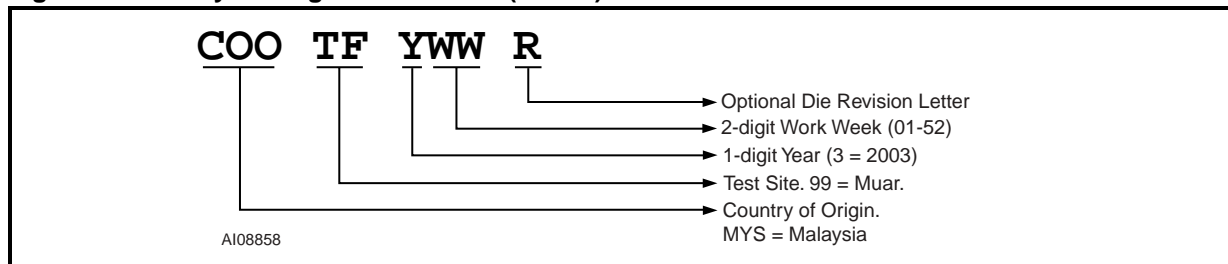 COO TF YWW R
Optional Die Revision Letter
2-digit Work Week (01-52)
1-digit Year (3 = 2003)
Test Site. 99 = Muar.
Country of Origin.
MYS = Malaysia
AI08858